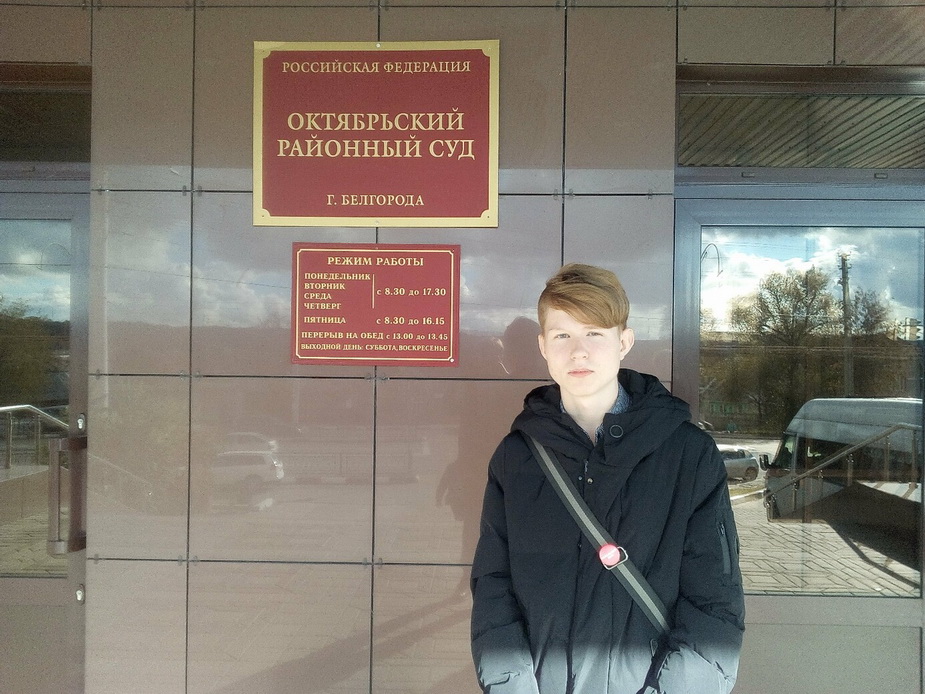 РОССИЙСКАЯ ФЕДЕРАЦИЯ
ОКТЯБРЬСКИЙ
РАЙОННЫЙ СУД
Г. БЕЛГОРОДА
РЕЖИМ РАБОТЫ
ПОНЕДЕЛЬНИК
ВТОРНИК
СРЕДА
ЧЕТВЕРГ
с 8.30 до 17.30
ПЯТНИЦА с 8.30 до 16.15
ПЕРЕРЫВ НА ОБЕД с 13.00 до 13.45
ВЫХОДНОЙ ДЕНЬ: СУББОТА, ВОСКРЕСЕНЬЕ